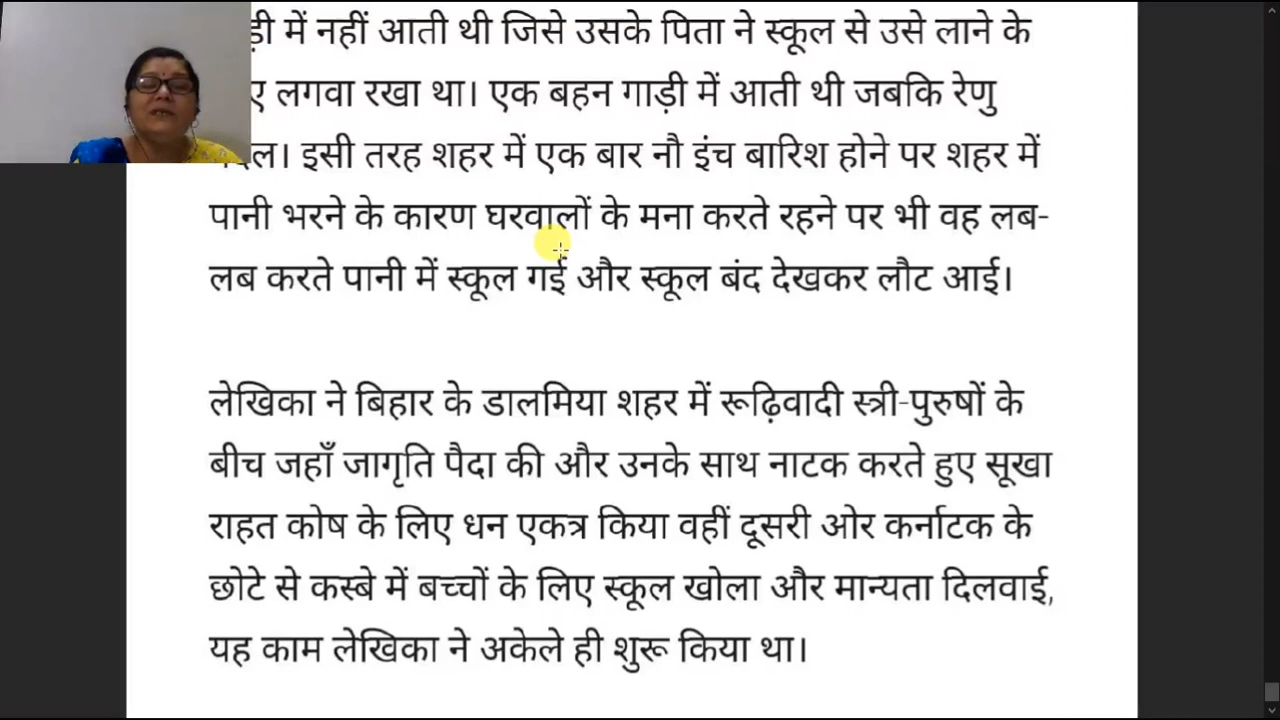 में नहीं आती थी जिसे उसके पिता ने स्कूल से उसे लाने के
लगवा रखा था। एक बहन गाड़ी में आती थी जबकि रेणु
इसी तरह शहर में एक बार नौ इंच बारिश होने पर शहर में
पानी भरने के कारण घरवालों के मना करते रहने पर भी वह लब-
लब करते पानी में स्कूल गई और स्कूल बंद देखकर लौट आई।
लेखिका ने बिहार के डालमिया शहर में रूढ़िवादी स्त्री-पुरुषों के
बीच जहाँ जागृति पैदा की और उनके साथ नाटक करते हुए सूखा
राहत कोष के लिए धन एकत्र किया वहीं दूसरी ओर कर्नाटक के
छोटे से कस्बे में बच्चों के लिए स्कूल खोला और मान्यता दिलवाई,
यह काम लेखिका ने अकेले ही शुरू किया था।